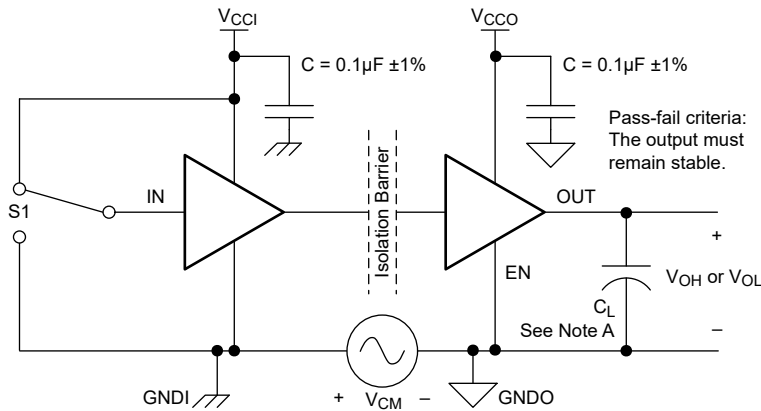 VCCI
VCCO
C = 0.1µF ±1%
C = 0.1µF ±1%
Pass-fail criteria:
The output must
remain stable.
Isolation Barrier
S1
IN
OUT
+
EN
VOH or VOL
CL
See Note A
–
GNDI
+ VCM –
GNDO